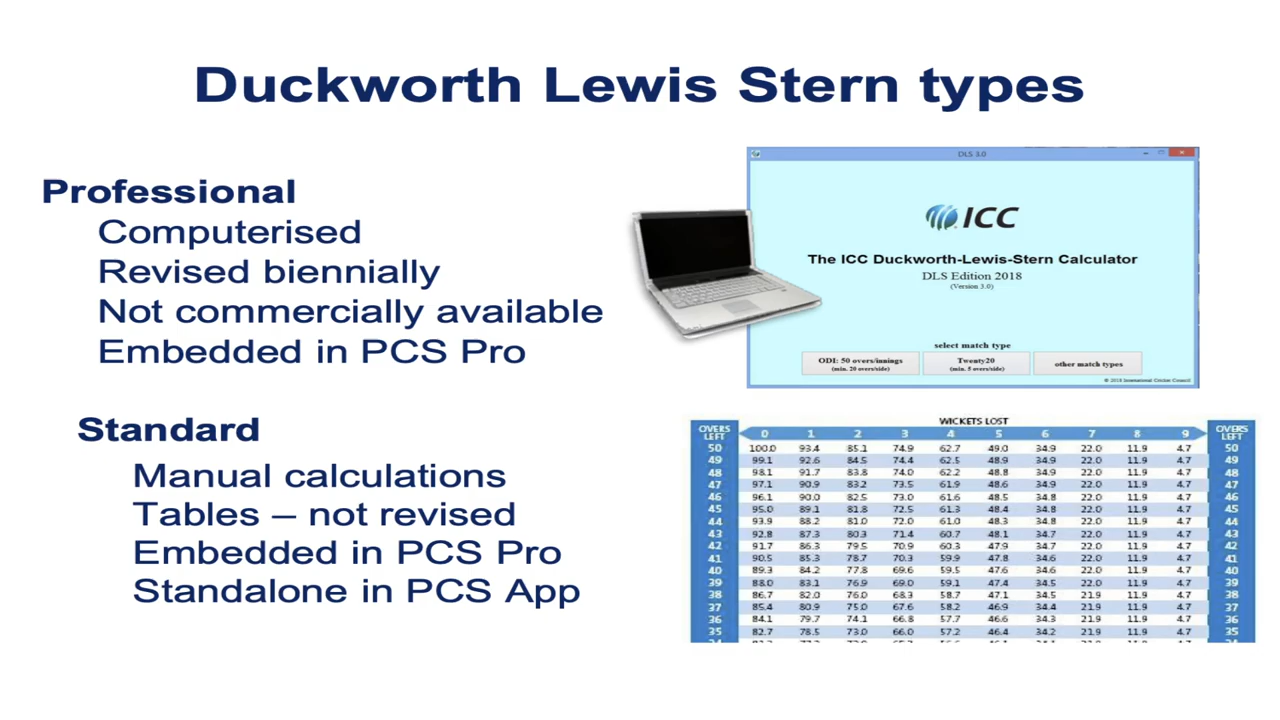 Duckworth Lewis Stern types
Professional
Computerised
Revised biennially
Not commercially available
Embedded in PCS Pro
Standard
Manual calculations
Tables – not revised
Embedded in PCS Pro
Standalone in PCS App
DLS 3.0
ICC
The ICC Duckworth-Lewis-Stern Calculator
DLS Edition 2018
(Version 3.0)
select match type
ODI: 50 overs/innings
(min. 20 overs/side)
Twenty20
(min. 5 overs/side)
other match types
© 2018 International Cricket Council
WICKETS LOST
OVERS LEFT 0 1 2 3 4 5 6 7 8 9 OVERS LEFT
50 100.0 93.4 85.1 74.9 62.7 49.0 34.9 22.0 11.9 4.7 50
49 99.1 92.6 84.5 74.4 62.5 48.9 34.9 22.0 11.9 4.7 49
48 98.1 91.7 83.8 74.0 62.2 48.8 34.9 22.0 11.9 4.7 48
47 97.1 90.9 83.2 73.5 61.9 48.6 34.9 22.0 11.9 4.7 47
46 96.1 90.0 82.5 73.0 61.6 48.5 34.8 22.0 11.9 4.7 46
45 95.0 89.1 81.8 72.5 61.3 48.4 34.8 22.0 11.9 4.7 45
44 93.9 88.2 81.0 72.0 61.0 48.3 34.8 22.0 11.9 4.7 44
43 92.8 87.3 80.3 71.4 60.7 48.1 34.7 22.0 11.9 4.7 43
42 91.7 86.3 79.5 70.9 60.3 47.9 34.7 22.0 11.9 4.7 42
41 90.5 85.3 78.7 70.3 59.9 47.8 34.6 22.0 11.9 4.7 41
40 89.3 84.2 77.8 69.6 59.5 47.6 34.6 22.0 11.9 4.7 40
39 88.0 83.1 76.9 69.0 59.1 47.4 34.5 22.0 11.9 4.7 39
38 86.7 82.0 76.0 68.3 58.7 47.1 34.5 21.9 11.9 4.7 38
37 85.4 80.9 75.0 67.6 58.2 46.9 34.4 21.9 11.9 4.7 37
36 84.1 79.7 74.1 66.8 57.7 46.6 34.3 21.9 11.9 4.7 36
35 82.7 78.5 73.0 66.0 57.2 46.4 34.2 21.9 11.9 4.7 35